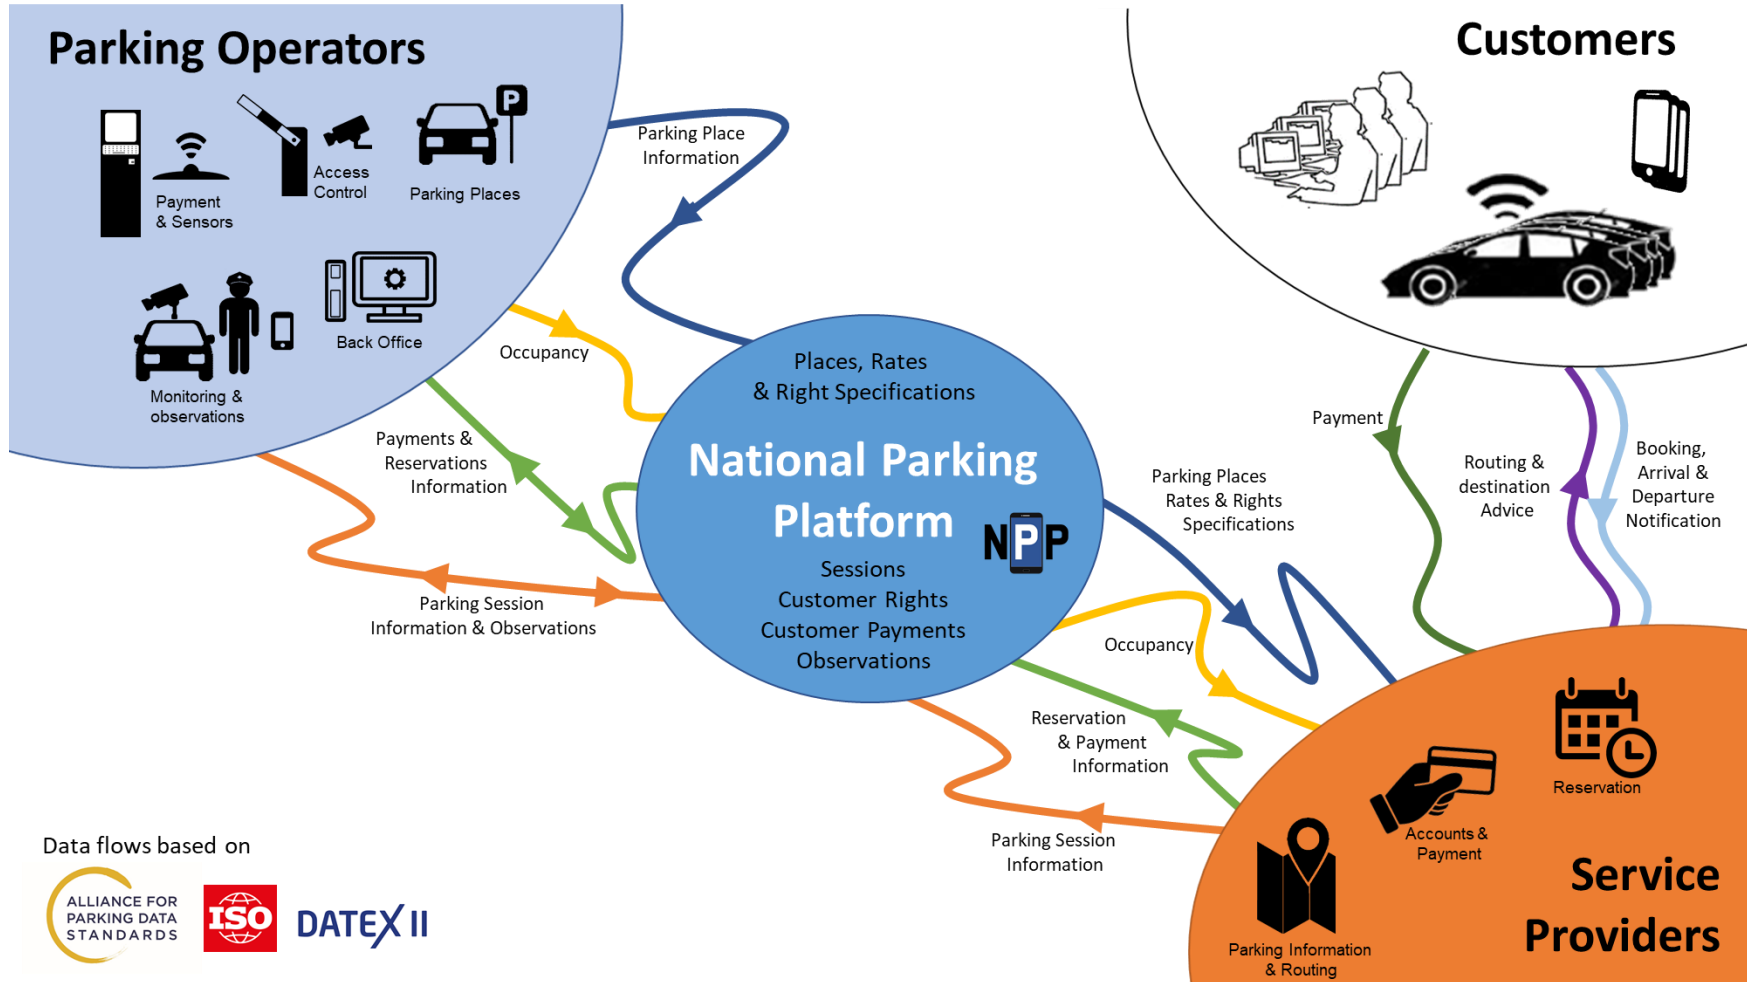 Parking Operators
P
Payment
& Sensors
Access
Control
Parking Places
Monitoring &
observations
Back Office
Customers
Parking Place
Information
Occupancy
Payments &
Reservations
Information
Parking Session
Information & Observations
Places, Rates
& Right Specifications
National Parking
Platform
NPP
Sessions
Customer Rights
Customer Payments
Observations
Payment
Routing &
destination
Advice
Booking,
Arrival &
Departure
Notification
Parking Places
Rates & Rights
Specifications
Occupancy
Reservation
& Payment
Information
Parking Session
Information
Reservation
Accounts &
Payment
Parking Information
& Routing
Service
Providers
Data flows based on
ALLIANCE FOR
PARKING DATA
STANDARDS
ISO
DATEX II